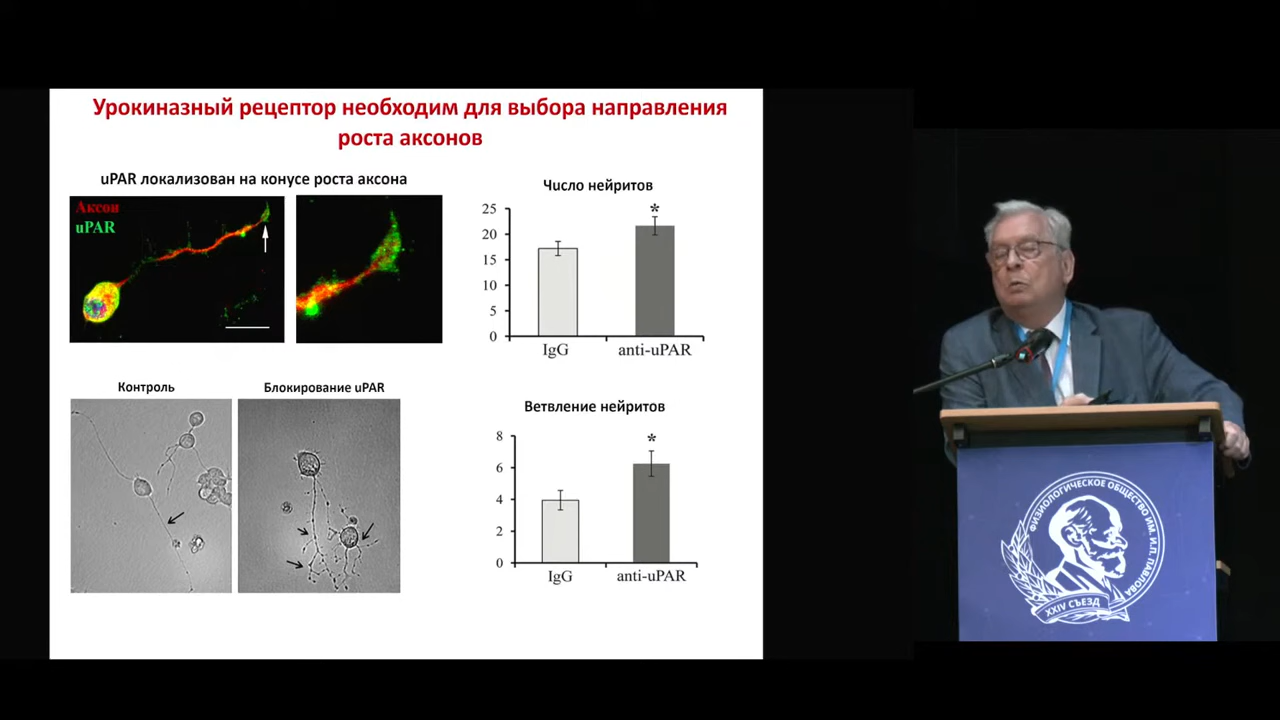 Урокиназный рецептор необходим для выбора направления
роста аксонов
uPAR локализован на конусе роста аксона
Аксон
uPAR
Число нейритов
25
20
15
10
5
0
*
IgG
anti-uPAR
Контроль
Блокирование uPAR
Ветвление нейритов
8
6
4
2
0
*
IgG
anti-uPAR
ФИЗИОЛОГИЧЕСКОЕ ОБЩЕСТВО ИМ. И.П. ПАВЛОВА
XXIV СЪЕЗД